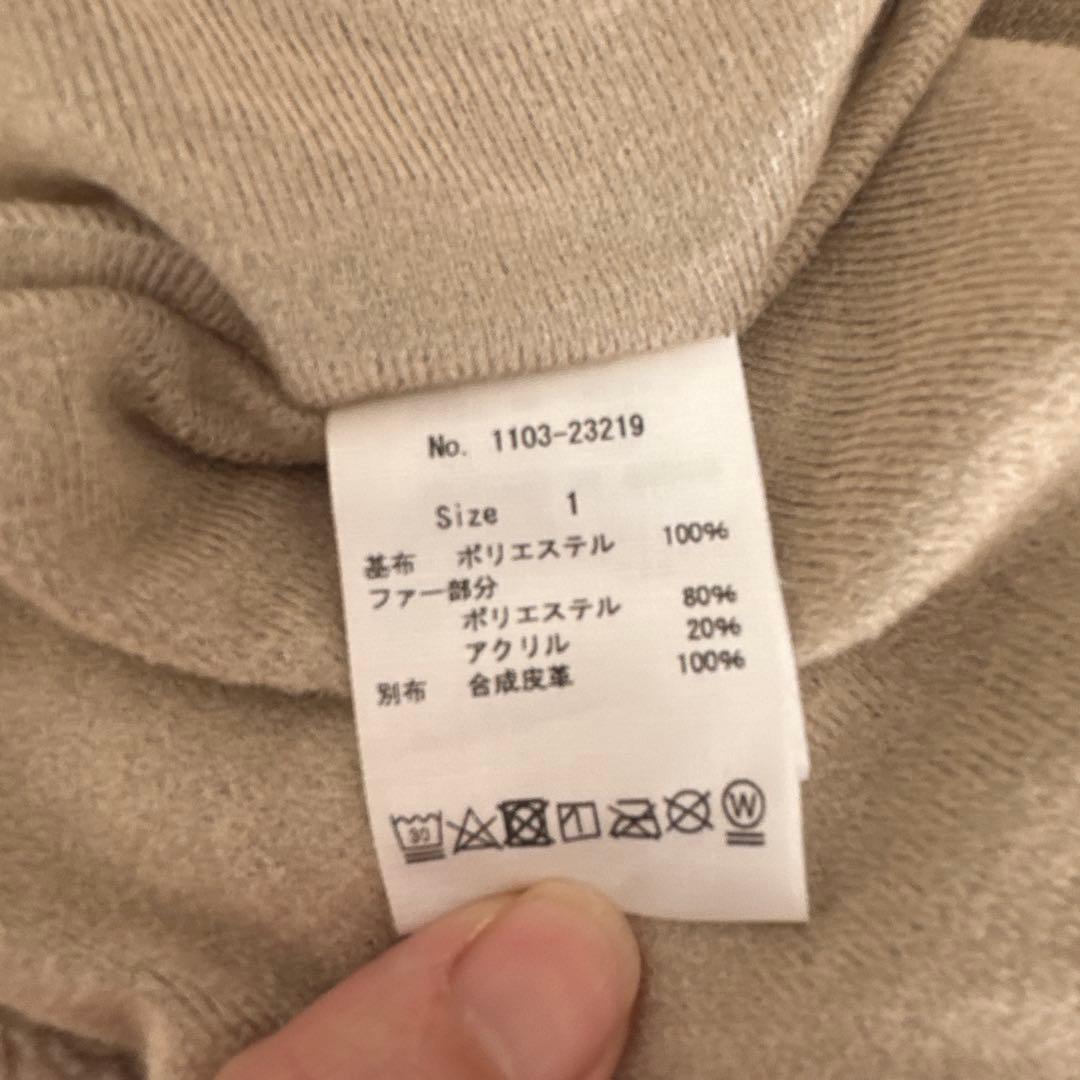 No. 1103-23219
Size 1
基布 ポリエステル 100%
ファー部分
ポリエステル 80%
アクリル 20%
別布 合成皮革 100%
30
W